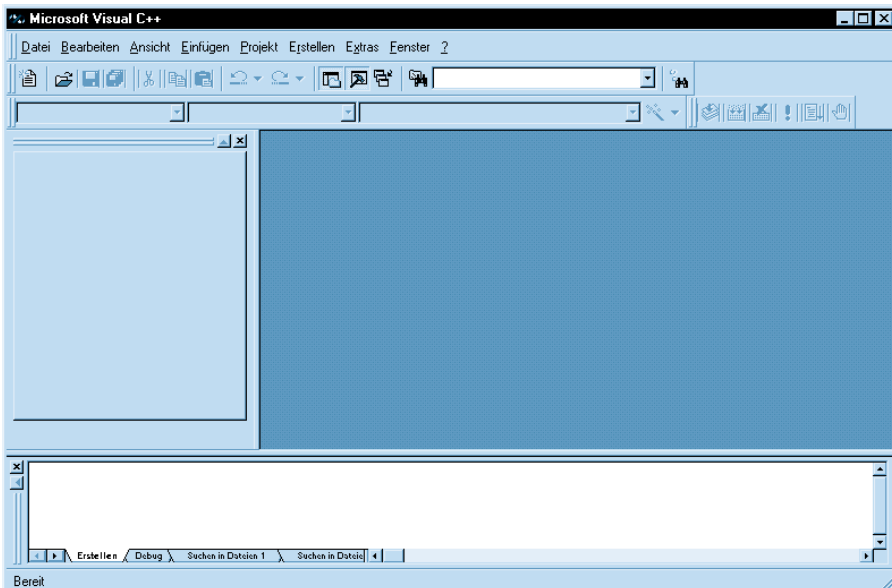 Microsoft Visual C++
Datei Bearbeiten Ansicht Einfügen Projekt Erstellen Extras Fenster ?
Erstellen Debug Suchen in Dateien 1 Suchen in Dateie
Bereit